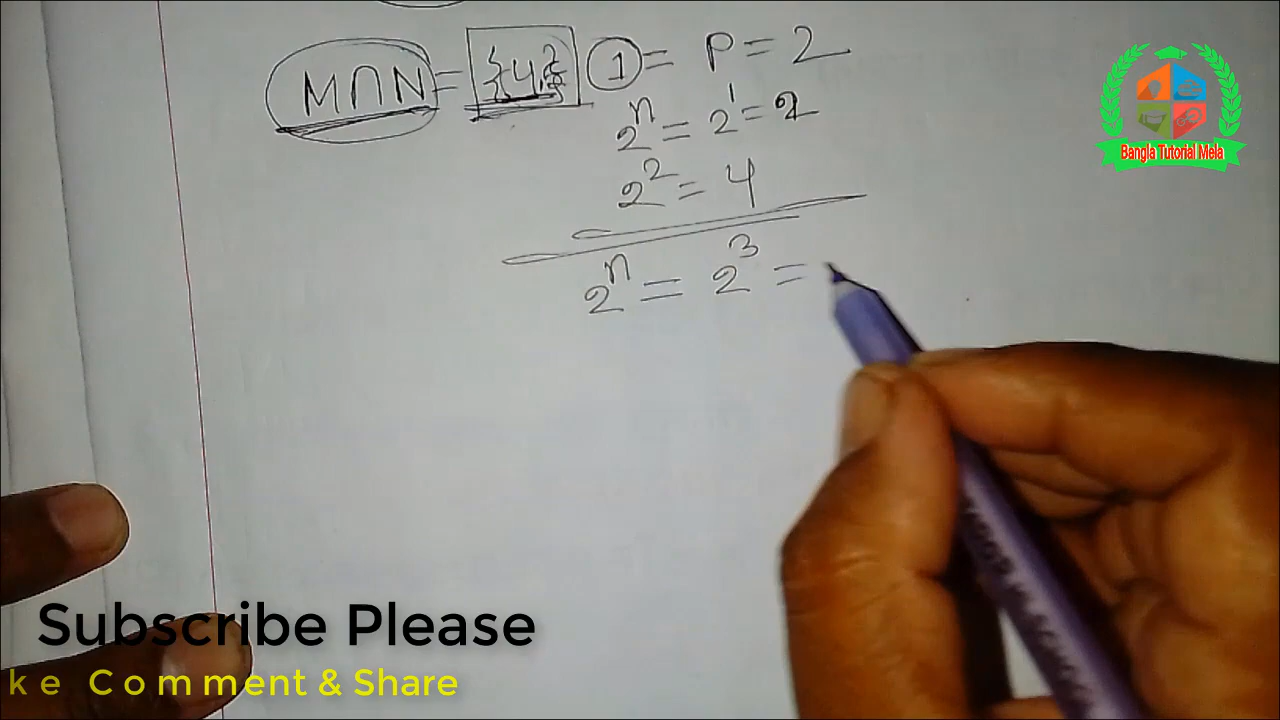 M∩N = {4,} ① = P = 2
2ⁿ = 2¹ = 2
2² = 4
2ⁿ = 2³ =
Bangla Tutorial Mela
Subscribe Please
ke Comment & Share